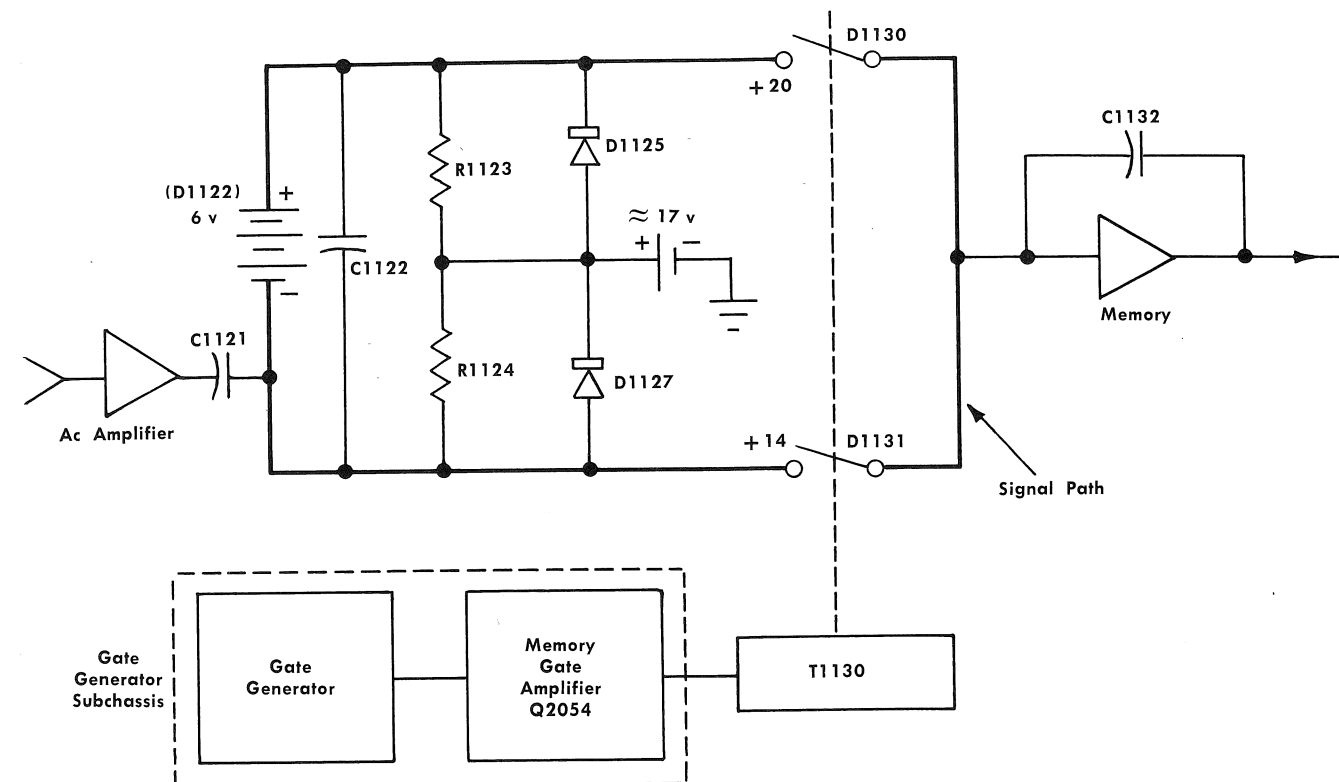 D1130
+20
C1132
D1125
R1123
(D1122)
+
6 v
≈ 17 v
+ −
C1122
−
−
Memory
C1121
R1124
D1127
Ac Amplifier
+14
D1131
Signal Path
Gate
Generator
Subchassis
Gate
Generator
Memory
Gate
Amplifier
Q2054
T1130